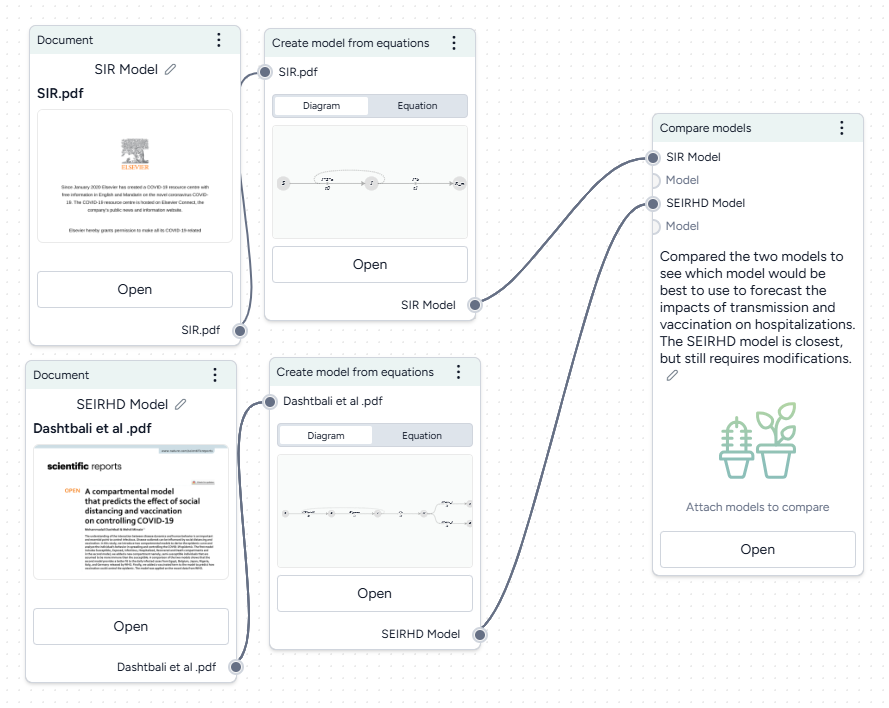 Document
SIR Model
SIR.pdf
ELSEVIER
Since January 2020 Elsevier has created a COVID-19 resource centre with
free information in English and Mandarin on the novel coronavirus COVID-
19. The COVID-19 resource centre is hosted on Elsevier Connect, the
company's public news and information website.
Elsevier hereby grants permission to make all its COVID-19-related
Open
SIR.pdf
Create model from equations
SIR.pdf
Diagram
Equation
Open
SIR Model
Document
SEIRHD Model
Dashtbali et al .pdf
scientific reports
OPEN
A compartmental model
that predicts the effect of social
distancing and vaccination
on controlling COVID-19
Open
Dashtbali et al .pdf
Create model from equations
Dashtbali et al .pdf
Diagram
Equation
Open
SEIRHD Model
Compare models
SIR Model
Model
SEIRHD Model
Model
Compared the two models to
see which model would be
best to use to forecast the
impacts of transmission and
vaccination on hospitalizations.
The SEIRHD model is closest,
but still requires modifications.
Attach models to compare
Open